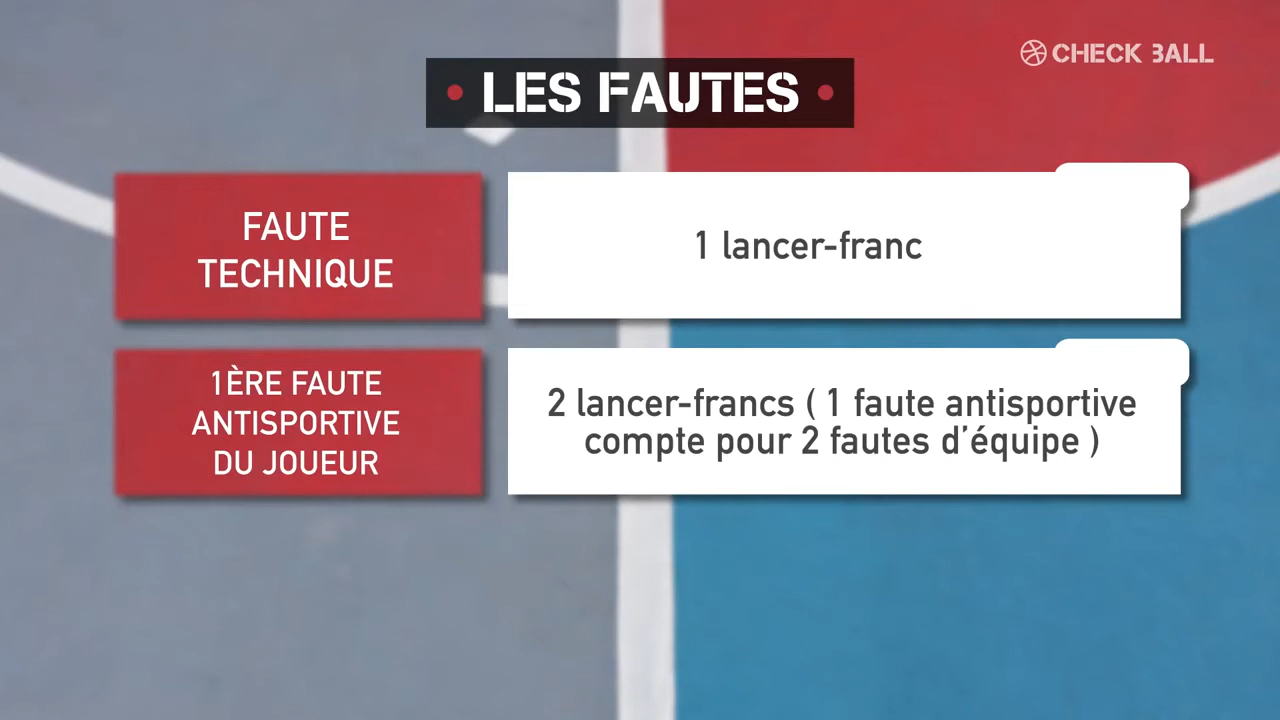 CHECK BALL
LES FAUTES
FAUTE
TECHNIQUE
1 lancer-franc
1ÈRE FAUTE
ANTISPORTIVE
DU JOUEUR
2 lancer-francs ( 1 faute antisportive
compte pour 2 fautes d’équipe )